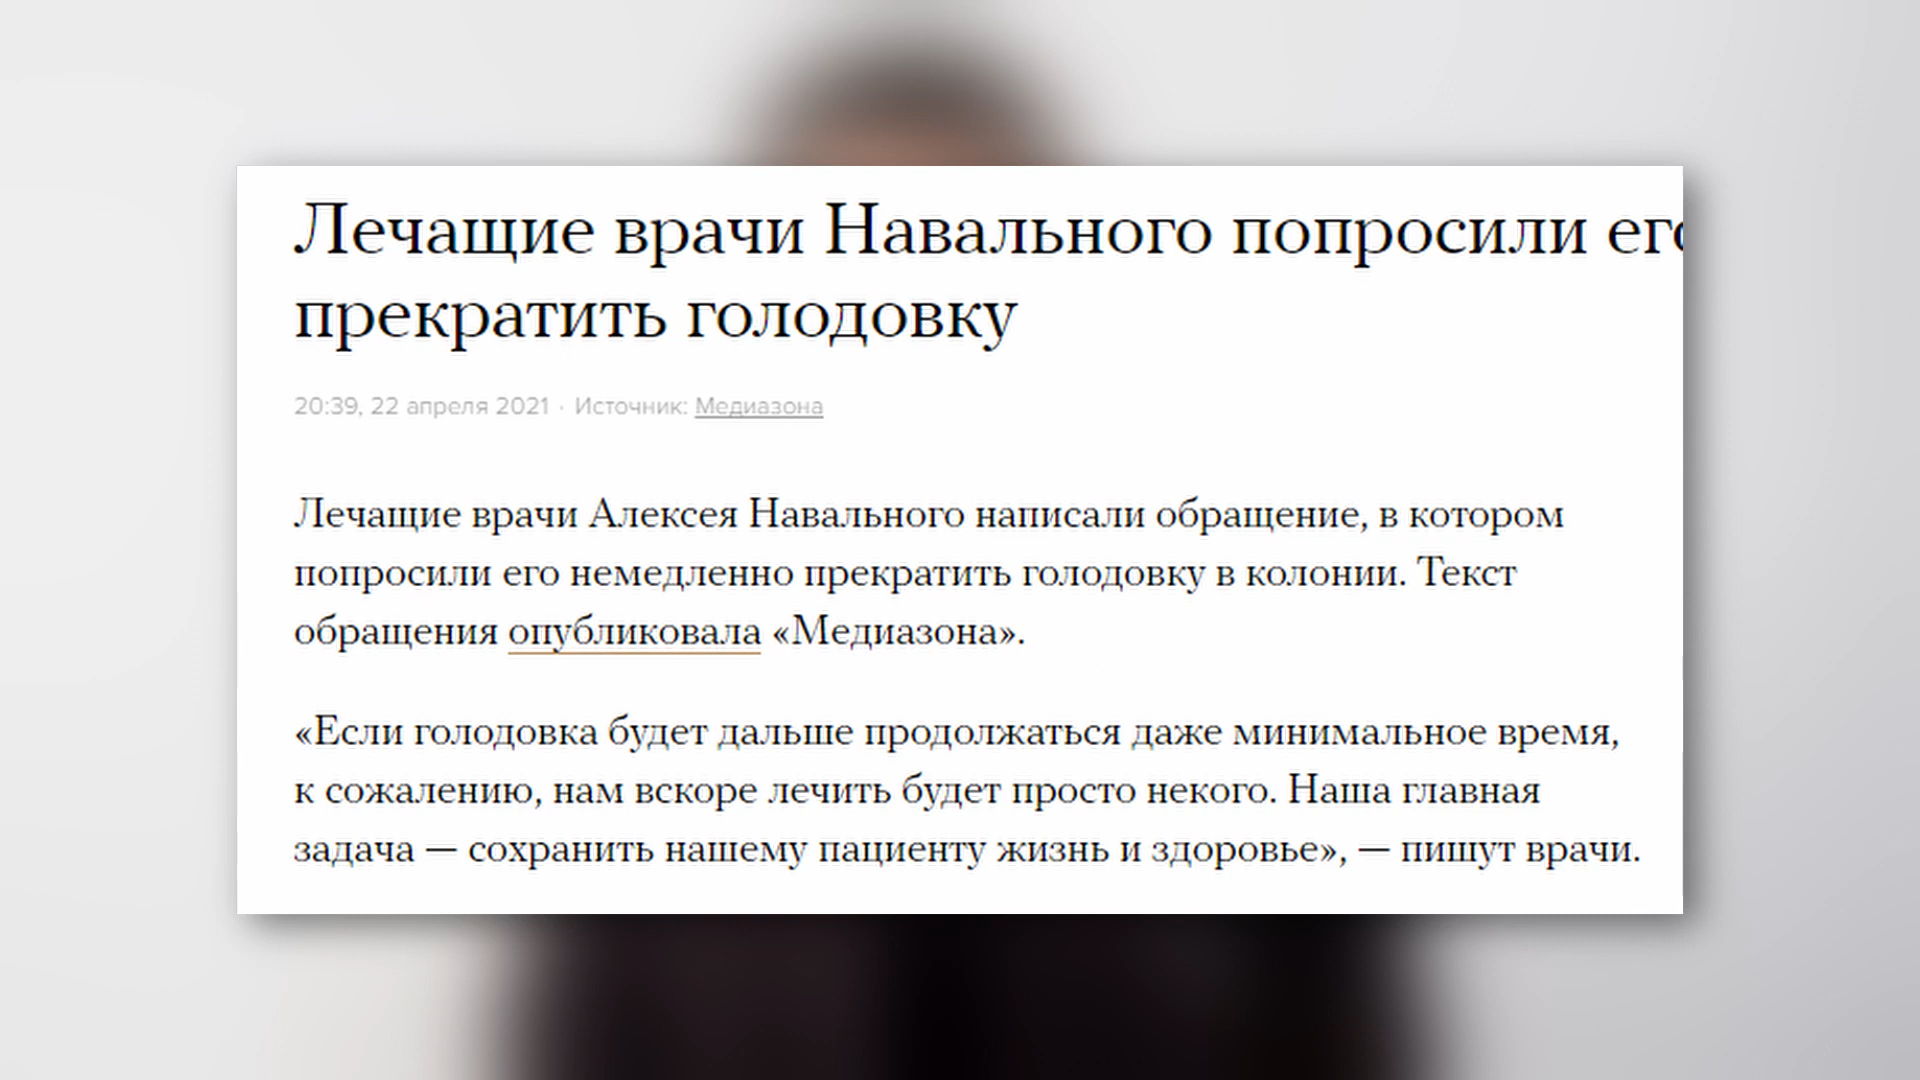 Лечащие врачи Навального попросили его
прекратить голодовку
20:39, 22 апреля 2021 · Источник: Медиазона
Лечащие врачи Алексея Навального написали обращение, в котором
попросили его немедленно прекратить голодовку в колонии. Текст
обращения опубликовала «Медиазона».
«Если голодовка будет дальше продолжаться даже минимальное время,
к сожалению, нам вскоре лечить будет просто некого. Наша главная
задача — сохранить нашему пациенту жизнь и здоровье», — пишут врачи.